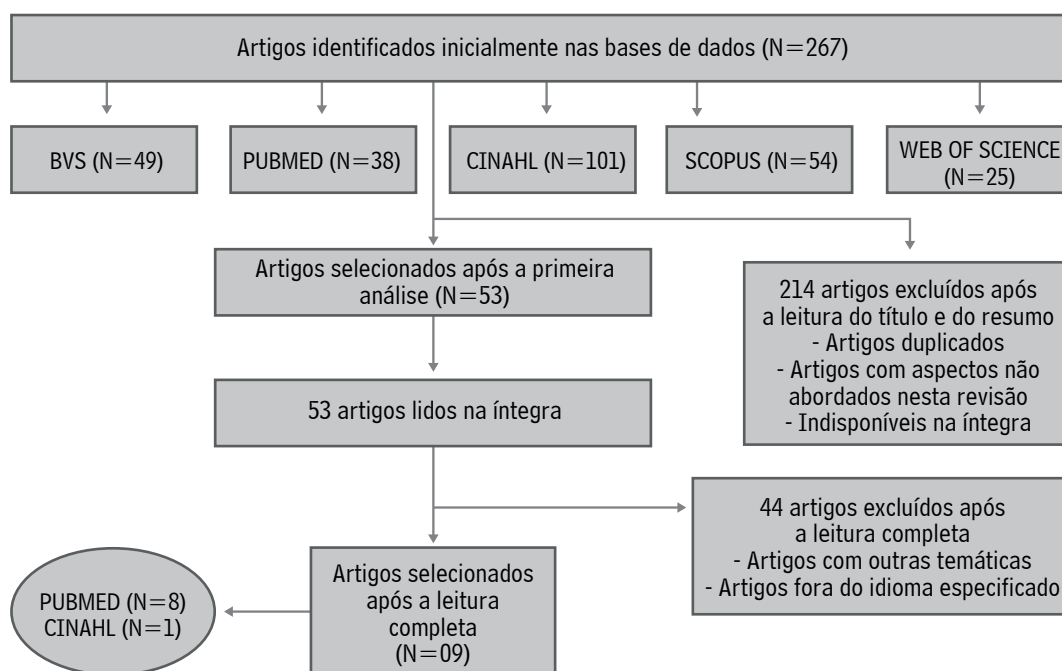 Artigos identificados inicialmente nas bases de dados (N=267)
BVS (N=49)
PUBMED (N=38)
CINAHL (N=101)
SCOPUS (N=54)
WEB OF SCIENCE
(N=25)
Artigos selecionados após a primeira
análise (N=53)
214 artigos excluídos após
a leitura do título e do resumo
- Artigos duplicados
- Artigos com aspectos não
abordados nesta revisão
- Indisponíveis na íntegra
53 artigos lidos na íntegra
44 artigos excluídos após
a leitura completa
- Artigos com outras temáticas
- Artigos fora do idioma especificado
Artigos selecionados
após a leitura
completa
(N=09)
PUBMED (N=8)
CINAHL (N=1)